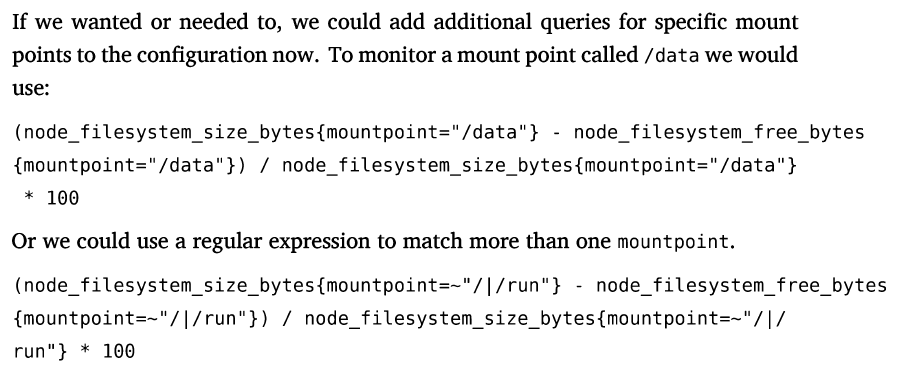 If we wanted or needed to, we could add additional queries for specific mount
points to the configuration now. To monitor a mount point called /data we would
use:
(node_filesystem_size_bytes{mountpoint="/data"} - node_filesystem_free_bytes
{mountpoint="/data"}) / node_filesystem_size_bytes{mountpoint="/data"}
* 100
Or we could use a regular expression to match more than one mountpoint.
(node_filesystem_size_bytes{mountpoint=~"/|/run"} - node_filesystem_free_bytes
{mountpoint=~"/|/run"}) / node_filesystem_size_bytes{mountpoint=~"/|/
run"} * 100